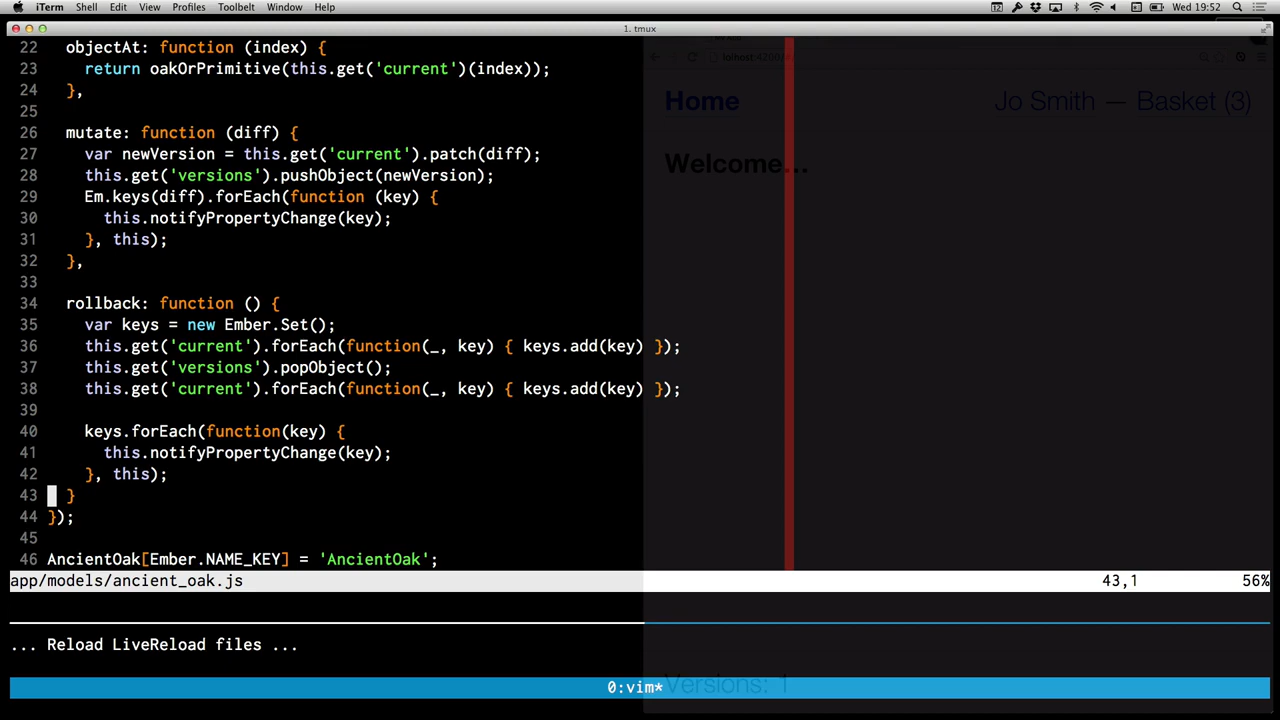 iTerm Shell Edit View Profiles Toolbelt Window Help Wed 19:52
1. tmux
22 objectAt: function (index) {
23 return oakOrPrimitive(this.get('current')(index));
24 },
25
26 mutate: function (diff) {
27 var newVersion = this.get('current').patch(diff);
28 this.get('versions').pushObject(newVersion);
29 Em.keys(diff).forEach(function (key) {
30 this.notifyPropertyChange(key);
31 }, this);
32 },
33
34 rollback: function () {
35 var keys = new Ember.Set();
36 this.get('current').forEach(function(_, key) { keys.add(key) });
37 this.get('versions').popObject();
38 this.get('current').forEach(function(_, key) { keys.add(key) });
39
40 keys.forEach(function(key) {
41 this.notifyPropertyChange(key);
42 }, this);
43 }
44 });
45
46 AncientOak[Ember.NAME_KEY] = 'AncientOak';
app/models/ancient_oak.js 43,1 56%
... Reload LiveReload files ...
0:vim*
Home Jo Smith — Basket (3)
Welcome...
Versions: 1